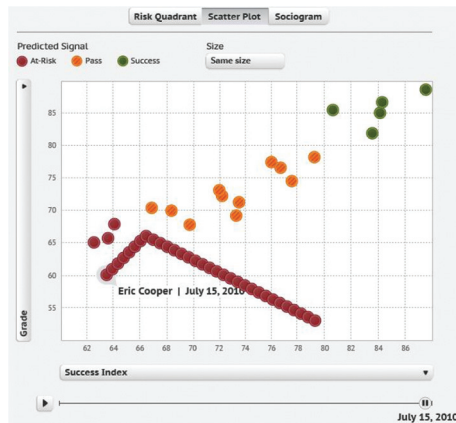 Risk Quadrant Scatter Plot Sociogram
Predicted Signal Size
At-Risk Pass Success Same size
85
80
75
70
65
60
55
Grade
Eric Cooper | July 15, 2010
62 64 66 68 70 72 74 76 78 80 82 84 86
Success Index
July 15, 2010